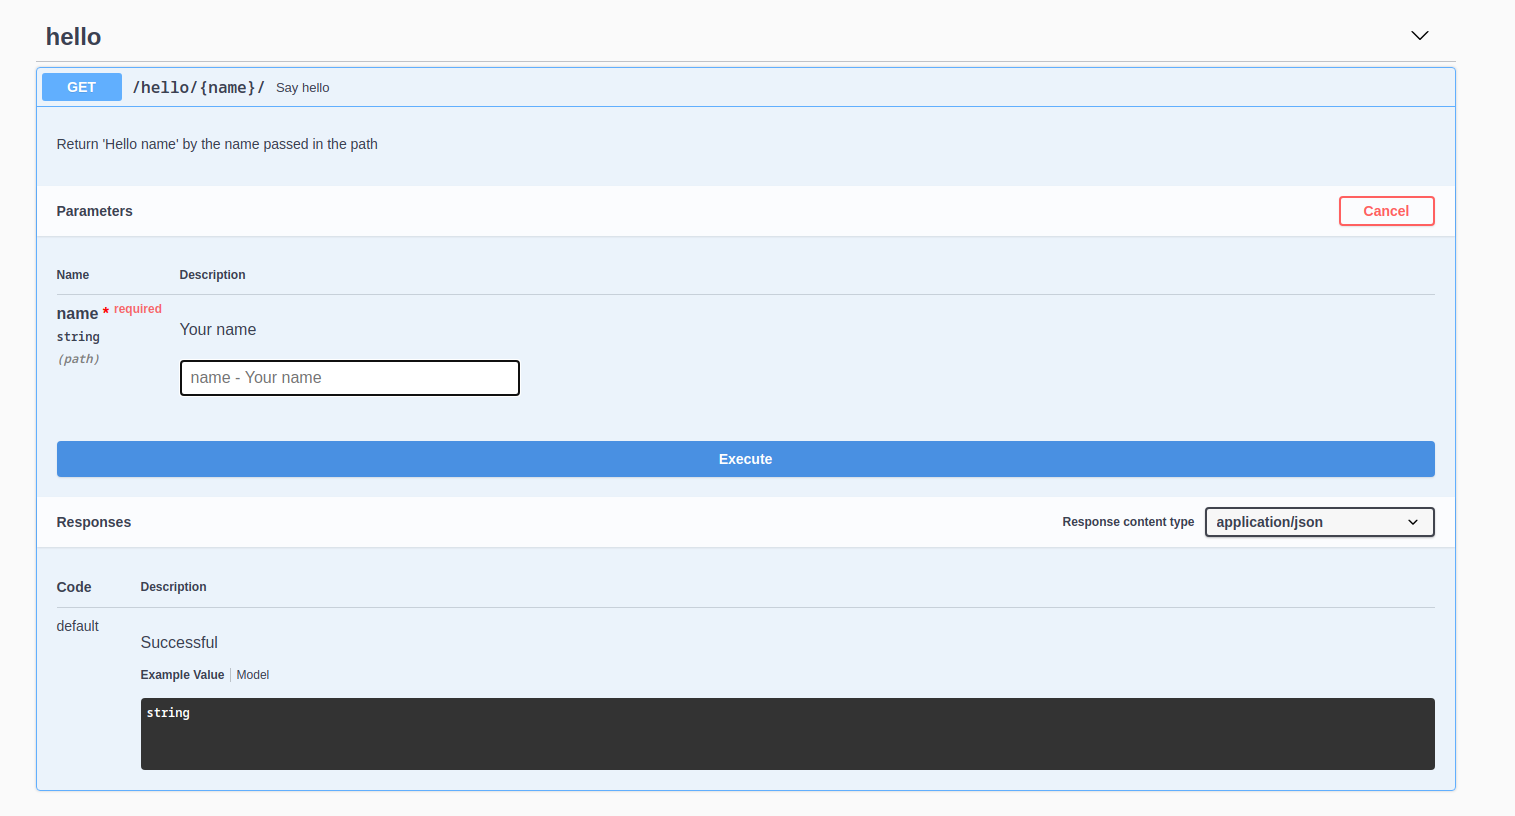 hello
GET /hello/{name}/ Say hello
Return 'Hello name' by the name passed in the path
Parameters Cancel
Name Description
name * required
string
(path)
Your name
name - Your name
Execute
Responses Response content type application/json
Code Description
default
Successful
Example Value Model
string